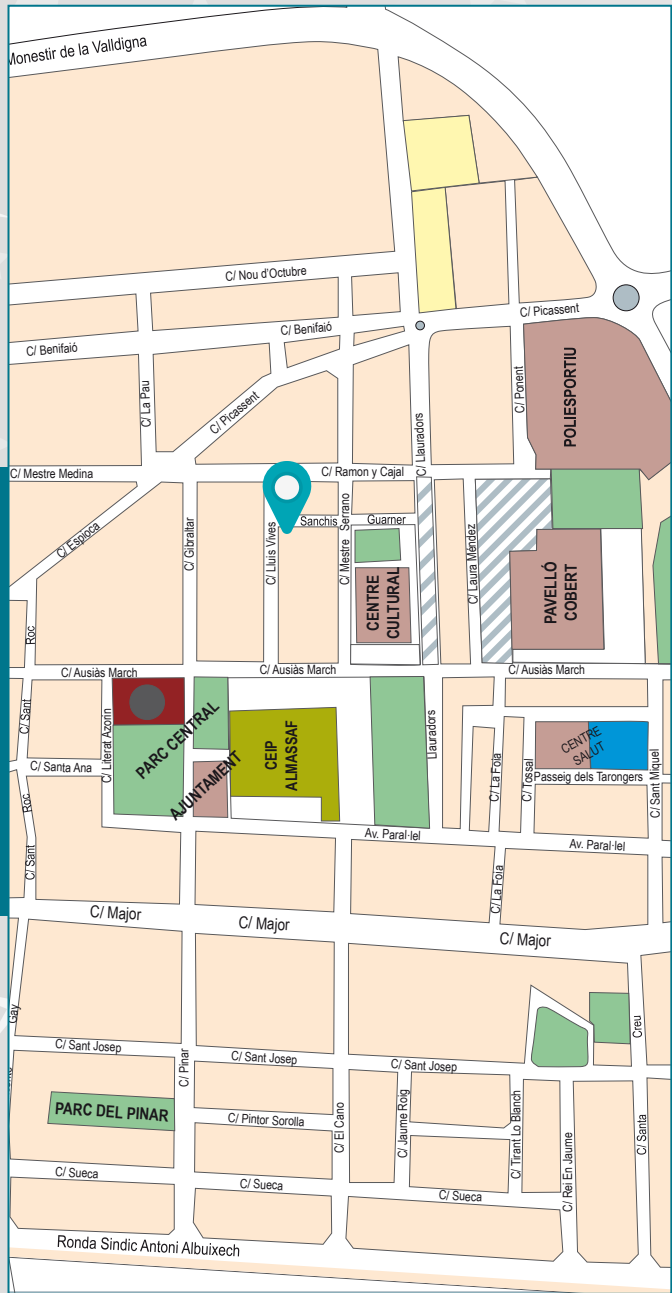 Monestir de la Valldigna
C/ Nou d'Octubre
C/ Picassent
C/ Benifaió
C/ Benifaió
C/ La Pau
C/ Picassent
C/ Llauradors
C/ Ponent
POLIESPORTIU
C/ Mestre Medina
C/ Ramon y Cajal
C/ Espioca
C/ Gibraltar
C/ Lluis Vives
Sanchis Guarner
C/ Mestre Serrano
CENTRE
CULTURAL
C/ Laura Méndez
PAVELLÓ
COBERT
Roc
C/ Sant
C/ Ausiàs March
C/ Ausiàs March
C/ Ausiàs March
C/ Literat Azorin
PARC CENTRAL
AJUNTAMENT
CEIP
ALMASSAF
Llauradors
C/ La Foia
C/ Tossal
CENTRE
SALUT
Passeig dels Tarongers
C/ Sant Miquel
C/ Santa Ana
Roc
C/ Sant
Av. Paral·lel
Av. Paral·lel
C/ La Foia
C/ Major
C/ Major
C/ Major
Gay
Creu
C/ Santa
C/ Sant Josep
C/ Sant Josep
C/ Sant Josep
C/ Pinar
PARC DEL PINAR
C/ Pintor Sorolla
C/ El Cano
C/ Jaume Roig
C/ Tirant Lo Blanch
C/ Rei En Jaume
C/ Sueca
C/ Sueca
C/ Sueca
Ronda Sindic Antoni Albuixech